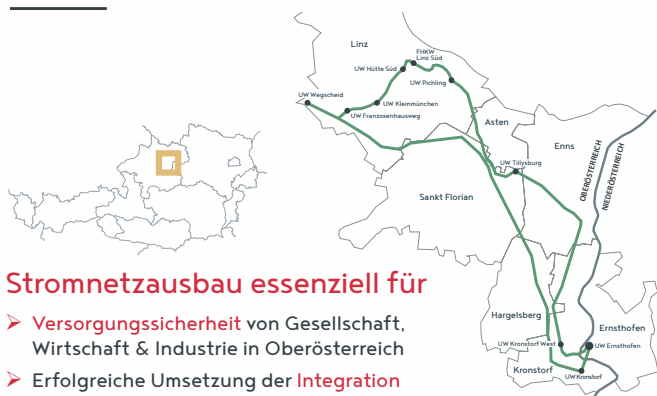 Linz
FHKW
Linz Süd
UW Hütte Süd
UW Pichling
UW Wegscheid
UW Kleinmünchen
UW Franzosenhausweg
Asten
Enns
UW Tillysburg
OBERÖSTERREICH
NIEDERÖSTERREICH
Sankt Florian
Stromnetzausbau essenziell für
Versorgungssicherheit von Gesellschaft,
Wirtschaft & Industrie in Oberösterreich
Erfolgreiche Umsetzung der Integration
Hargelsberg
Ernsthofen
UW Kronstorf West
UW Ernsthofen
Kronstorf
UW Kronstorf